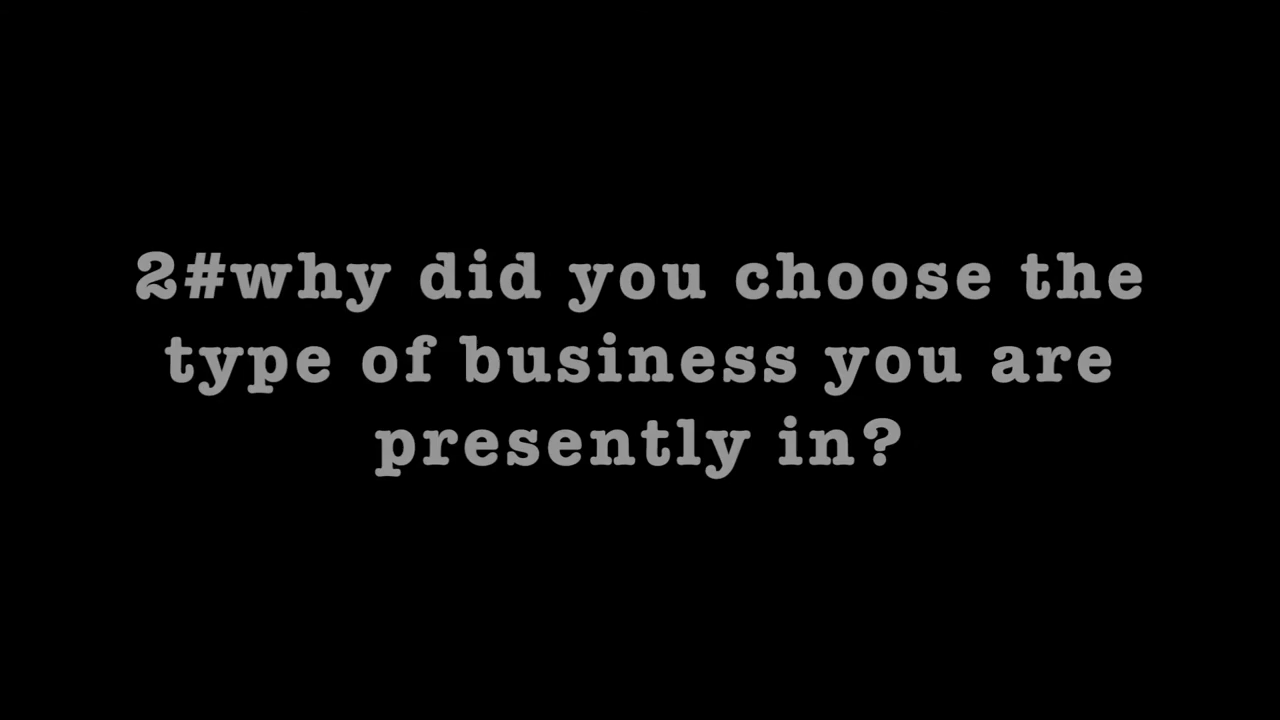 2#why did you choose the
type of business you are
presently in?